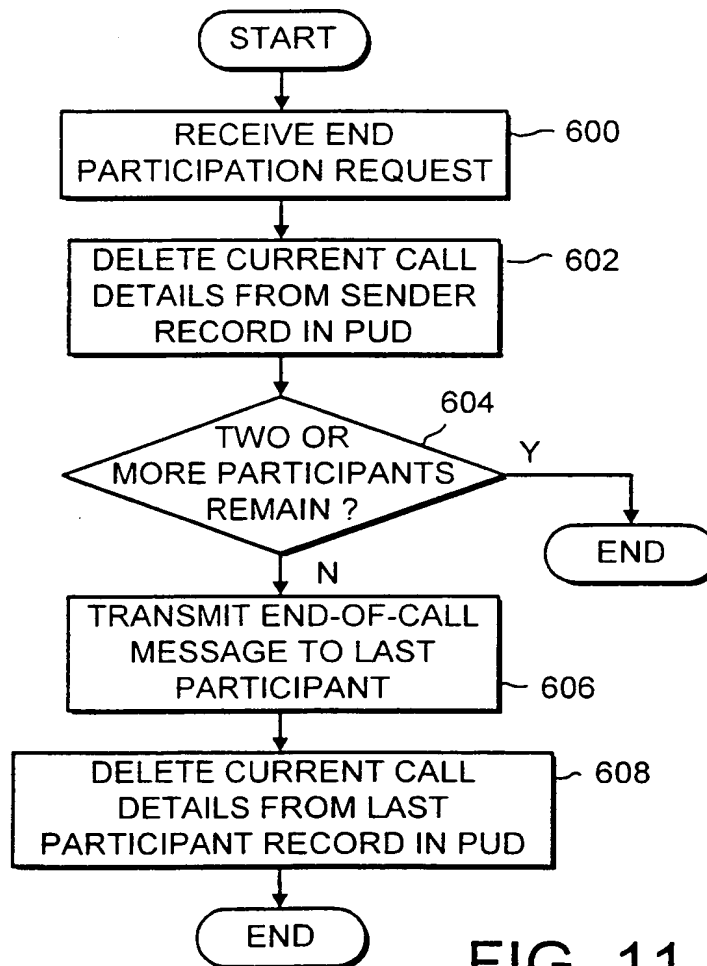 START
RECEIVE END
PARTICIPATION REQUEST
600
DELETE CURRENT CALL
DETAILS FROM SENDER
RECORD IN PUD
602
604
TWO OR
MORE PARTICIPANTS
REMAIN ?
Y
END
N
TRANSMIT END-OF-CALL
MESSAGE TO LAST
PARTICIPANT
606
DELETE CURRENT CALL
DETAILS FROM LAST
PARTICIPANT RECORD IN PUD
608
END
FIG. 11